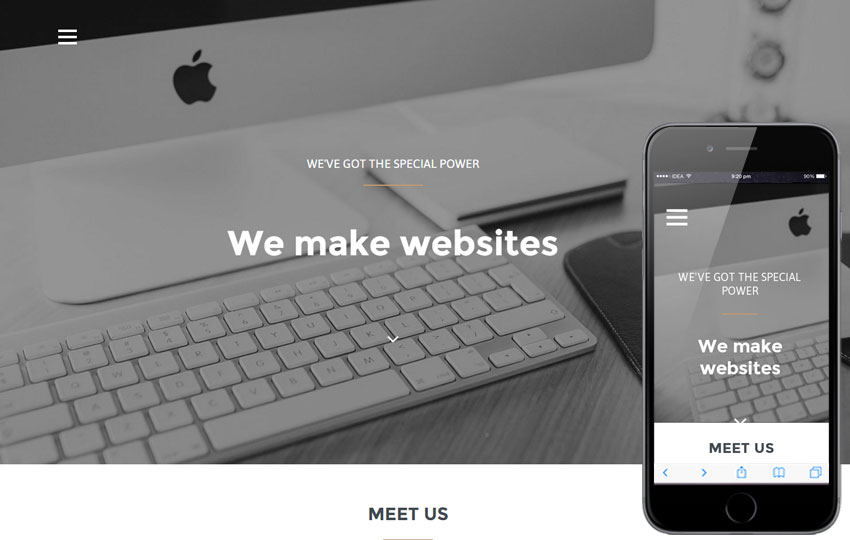 WE'VE GOT THE SPECIAL POWER
We make websites
MEET US
IDEA
9:20 pm
90%
WE'VE GOT THE SPECIAL
POWER
We make
websites
MEET US